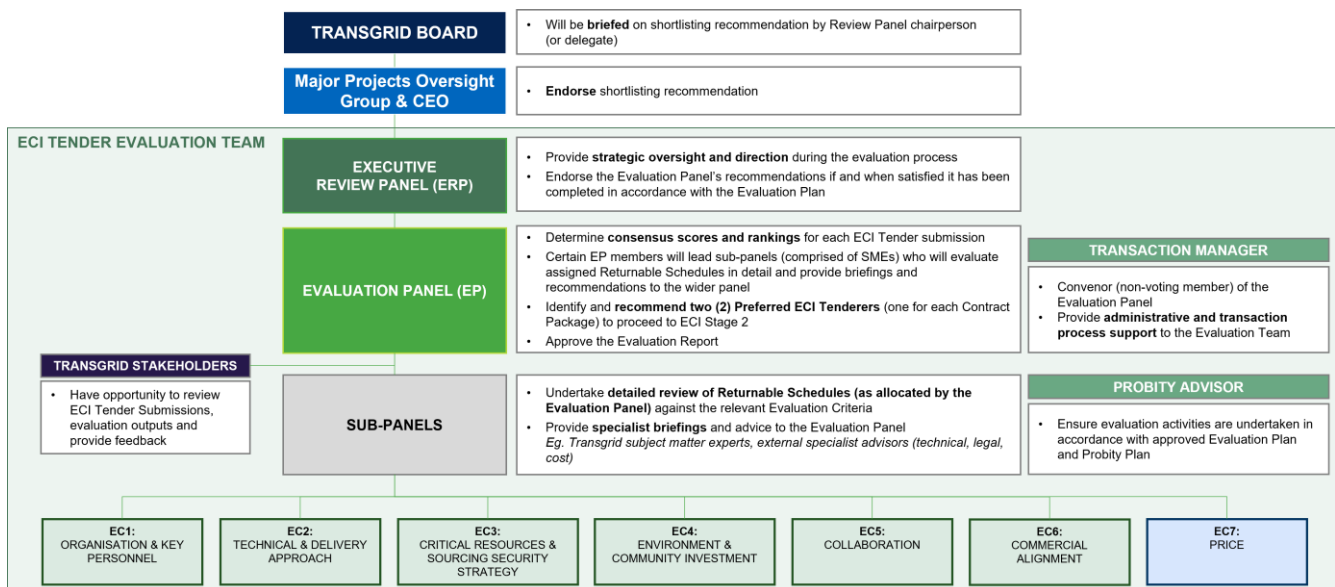 TRANSGRID BOARD
• Will be briefed on shortlisting recommendation by Review Panel chairperson
(or delegate)
Major Projects Oversight
Group & CEO
• Endorse shortlisting recommendation
ECI TENDER EVALUATION TEAM
EXECUTIVE
REVIEW PANEL (ERP)
• Provide strategic oversight and direction during the evaluation process
• Endorse the Evaluation Panel's recommendations if and when satisfied it has been
completed in accordance with the Evaluation Plan
EVALUATION PANEL (EP)
• Determine consensus scores and rankings for each ECI Tender submission
• Certain EP members will lead sub-panels (comprised of SMEs) who will evaluate
assigned Returnable Schedules in detail and provide briefings and
recommendations to the wider panel
• Identify and recommend two (2) Preferred ECI Tenderers (one for each Contract
Package) to proceed to ECI Stage 2
• Approve the Evaluation Report
TRANSACTION MANAGER
• Convenor (non-voting member) of the
Evaluation Panel
• Provide administrative and transaction
process support to the Evaluation Team
TRANSGRID STAKEHOLDERS
• Have opportunity to review
ECI Tender Submissions,
evaluation outputs and
provide feedback
SUB-PANELS
• Undertake detailed review of Returnable Schedules (as allocated by the
Evaluation Panel) against the relevant Evaluation Criteria
• Provide specialist briefings and advice to the Evaluation Panel
Eg. Transgrid subject matter experts, external specialist advisors (technical, legal,
cost)
PROBITY ADVISOR
• Ensure evaluation activities are undertaken in
accordance with approved Evaluation Plan
and Probity Plan
EC1:
ORGANISATION & KEY
PERSONNEL
EC2:
TECHNICAL & DELIVERY
APPROACH
EC3:
CRITICAL RESOURCES &
SOURCING SECURITY
STRATEGY
EC4:
ENVIRONMENT &
COMMUNITY INVESTMENT
EC5:
COLLABORATION
EC6:
COMMERCIAL
ALIGNMENT
EC7:
PRICE